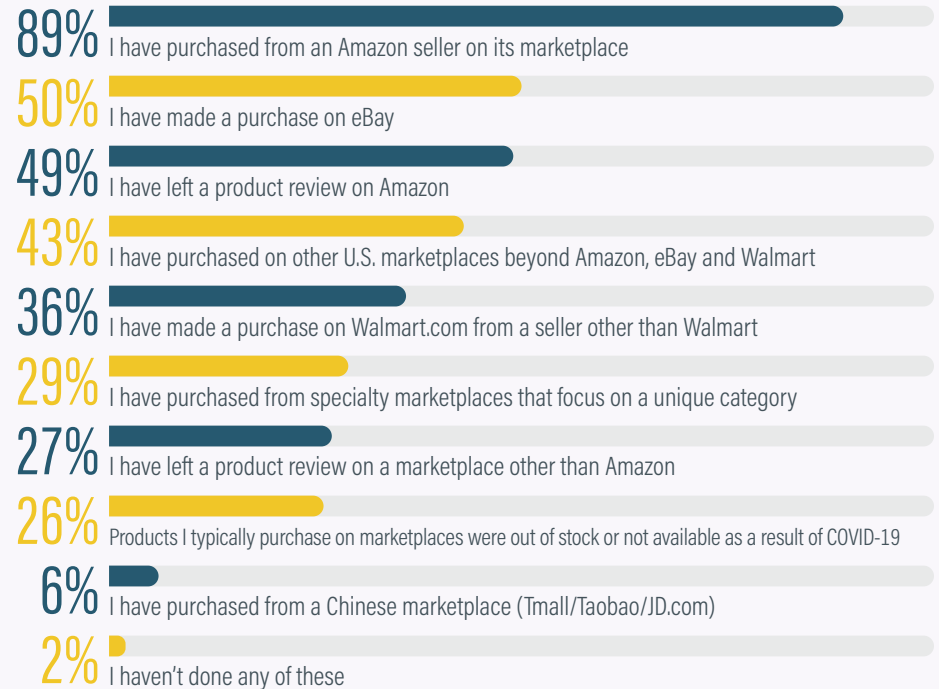 89%
I have purchased from an Amazon seller on its marketplace
50%
I have made a purchase on eBay
49%
I have left a product review on Amazon
43%
I have purchased on other U.S. marketplaces beyond Amazon, eBay and Walmart
36%
I have made a purchase on Walmart.com from a seller other than Walmart
29%
I have purchased from specialty marketplaces that focus on a unique category
27%
I have left a product review on a marketplace other than Amazon
26%
Products I typically purchase on marketplaces were out of stock or not available as a result of COVID-19
6%
I have purchased from a Chinese marketplace (Tmall/Taobao/JD.com)
2%
I haven’t done any of these